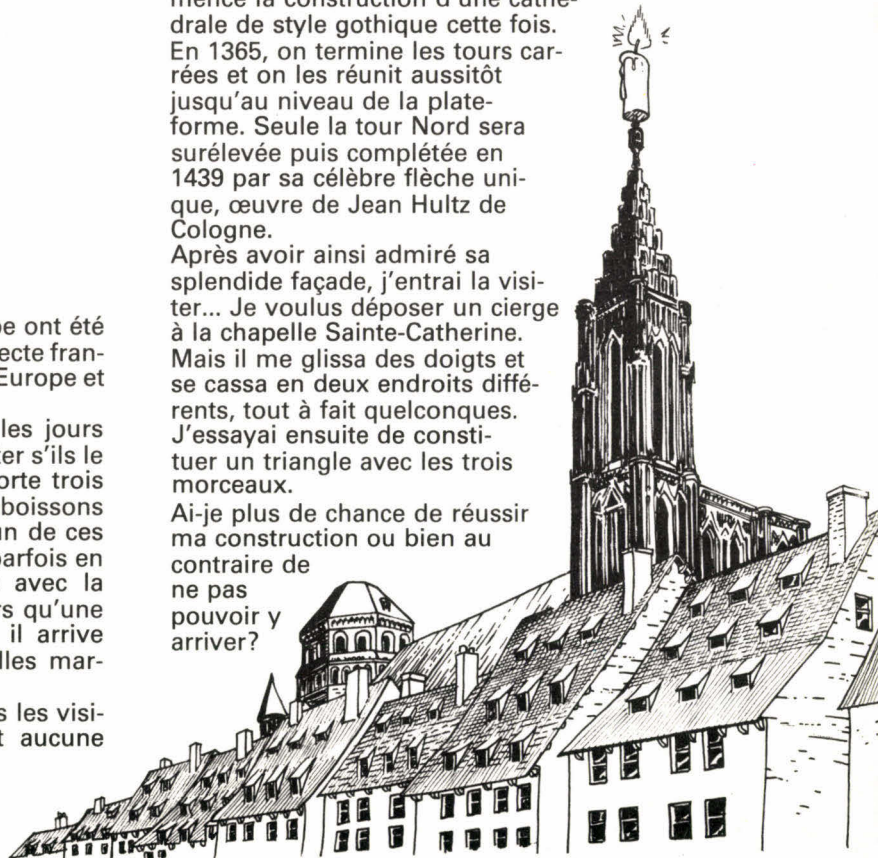 be ont été
ecte fran-
Europe et
les jours
ter s'ils le
orte trois
boissons
un de ces
parfois en
avec la
rs qu'une
il arrive
lles mar-
s les visi-
t aucune
mence la construction d'une cathé-
drale de style gothique cette fois.
En 1365, on termine les tours car-
rées et on les réunit aussitôt
jusqu'au niveau de la plate-
forme. Seule la tour Nord sera
surélevée puis complétée en
1439 par sa célèbre flèche uni-
que, œuvre de Jean Hultz de
Cologne.
Après avoir ainsi admiré sa
splendide façade, j'entrai la visi-
ter... Je voulus déposer un cierge
à la chapelle Sainte-Catherine.
Mais il me glissa des doigts et
se cassa en deux endroits diffé-
rents, tout à fait quelconques.
J'essayai ensuite de consti-
tuer un triangle avec les trois
morceaux.
Ai-je plus de chance de réussir
ma construction ou bien au
contraire de
ne pas
pouvoir y
arriver?